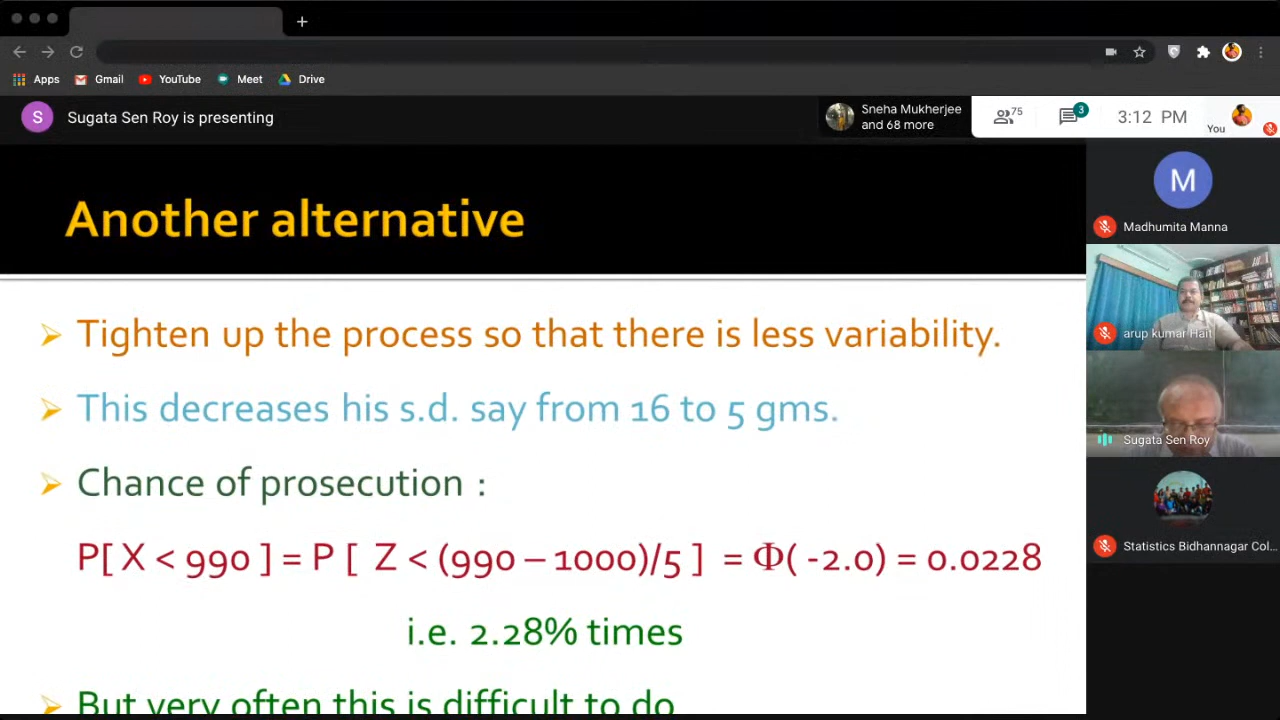 Apps Gmail YouTube Meet Drive
S Sugata Sen Roy is presenting
Sneha Mukherjee
and 68 more
75 3 3:12 PM You
Another alternative
Tighten up the process so that there is less variability.
This decreases his s.d. say from 16 to 5 gms.
Chance of prosecution :
P[ X < 990 ] = P [ Z < (990 – 1000)/5 ] = Φ( -2.0) = 0.0228
i.e. 2.28% times
But very often this is difficult to do
M
Madhumita Manna
arup kumar Hait
Sugata Sen Roy
Statistics Bidhannagar Col...